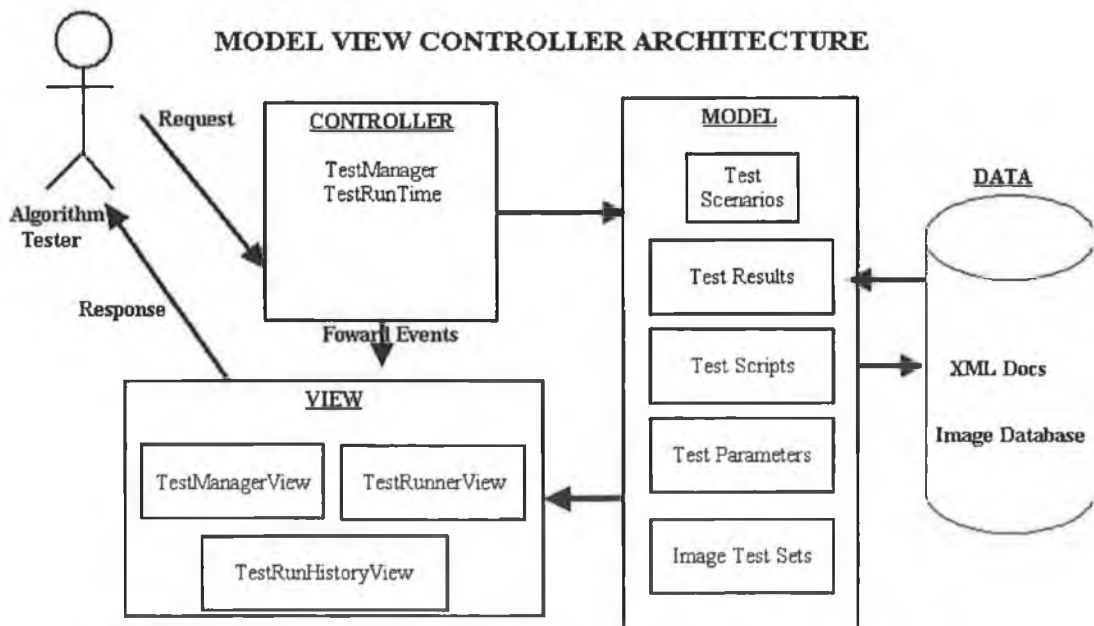 MODEL VIEW CONTROLLER ARCHITECTURE
Request
Algorithm
Tester
Response
CONTROLLER
TestManager
TestRunTime
Foward Events
VIEW
TestManagerView
TestRunnerView
TestRunHistoryView
MODEL
Test
Scenarios
Test Results
Test Scripts
Test Parameters
Image Test Sets
DATA
XML Docs
Image Database